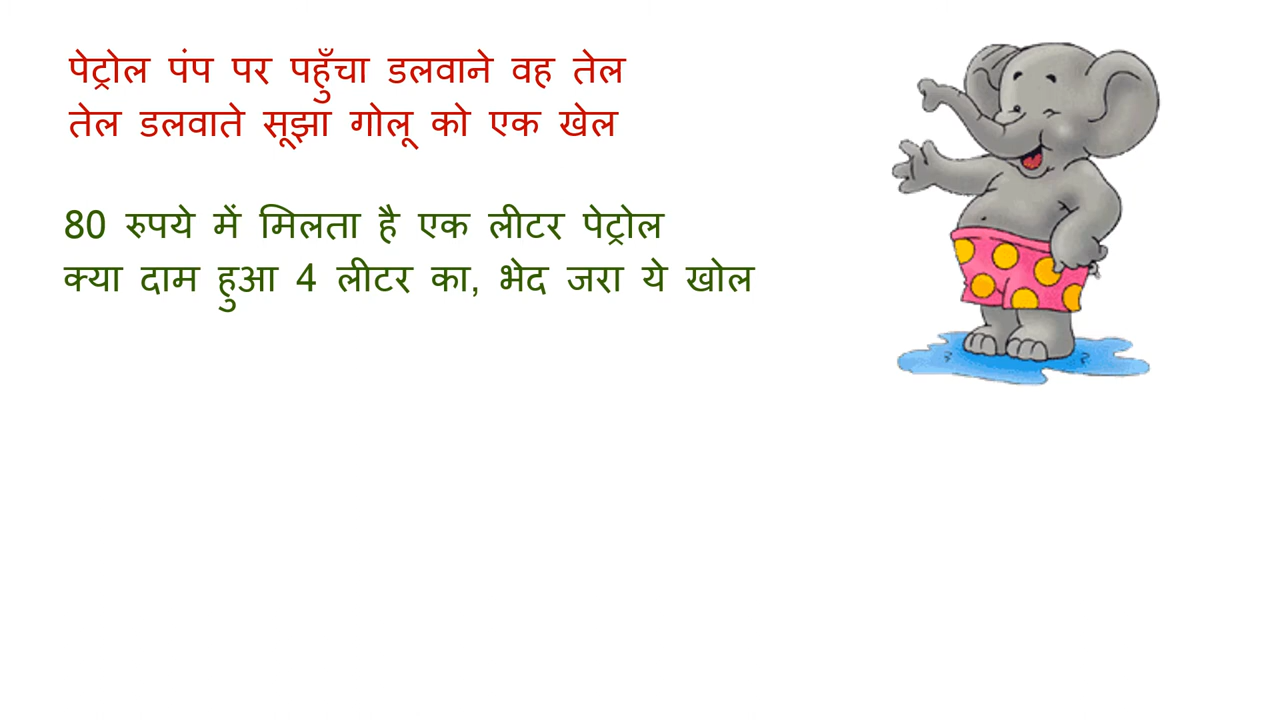 पेट्रोल पंप पर पहुँचा डलवाने वह तेल
तेल डलवाते सूझा गोलू को एक खेल
80 रुपये में मिलता है एक लीटर पेट्रोल
क्या दाम हुआ 4 लीटर का, भेद जरा ये खोल